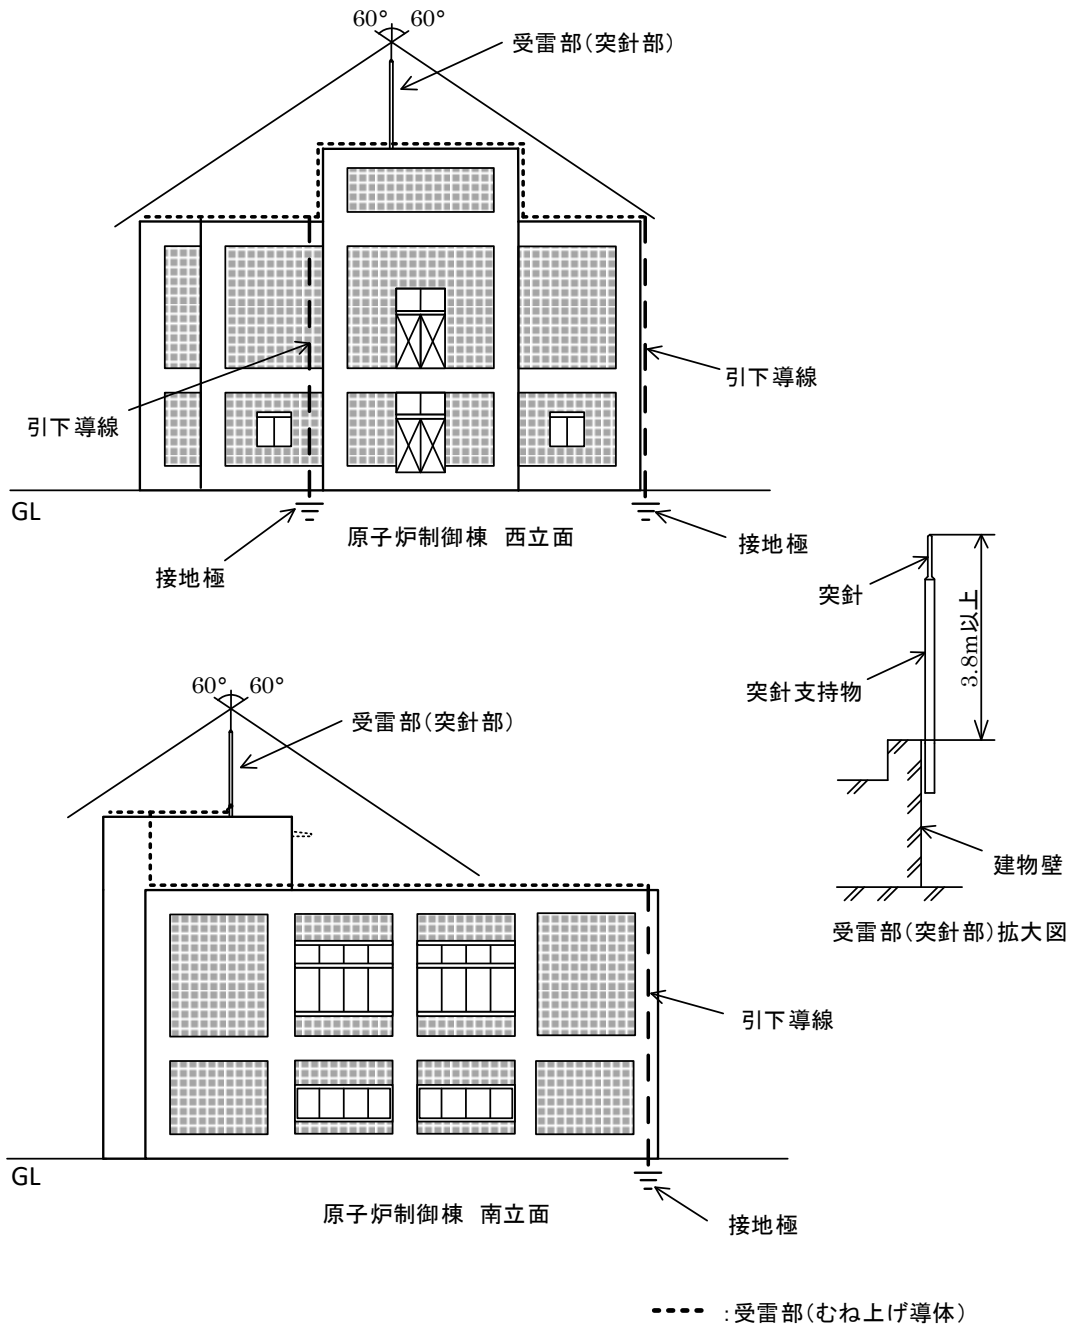 60° 60°
受雷部(突針部)
引下導線
引下導線
GL
原子炉制御棟 西立面
接地極
接地極
突針
突針支持物
3.8m以上
建物壁
受雷部(突針部)拡大図
60° 60°
受雷部(突針部)
引下導線
GL
原子炉制御棟 南立面
接地極
:受雷部(むね上げ導体)